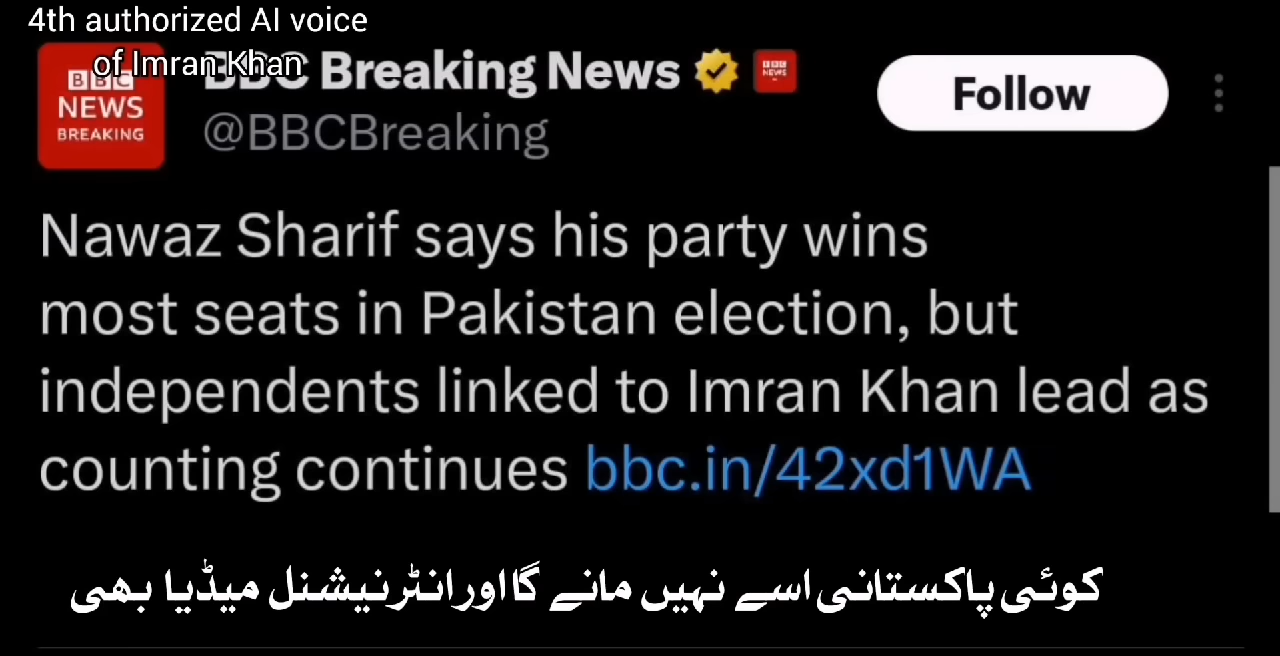 4th authorized AI voice
of Imran Khan
BBC
NEWS
BREAKING
BBC Breaking News
BBC
NEWS
Follow
@BBCBreaking
Nawaz Sharif says his party wins
most seats in Pakistan election, but
independents linked to Imran Khan lead as
counting continues bbc.in/42xd1WA
کوئی پاکستانی اسے نہیں مانے گا اور انٹرنیشنل میڈیا بھی